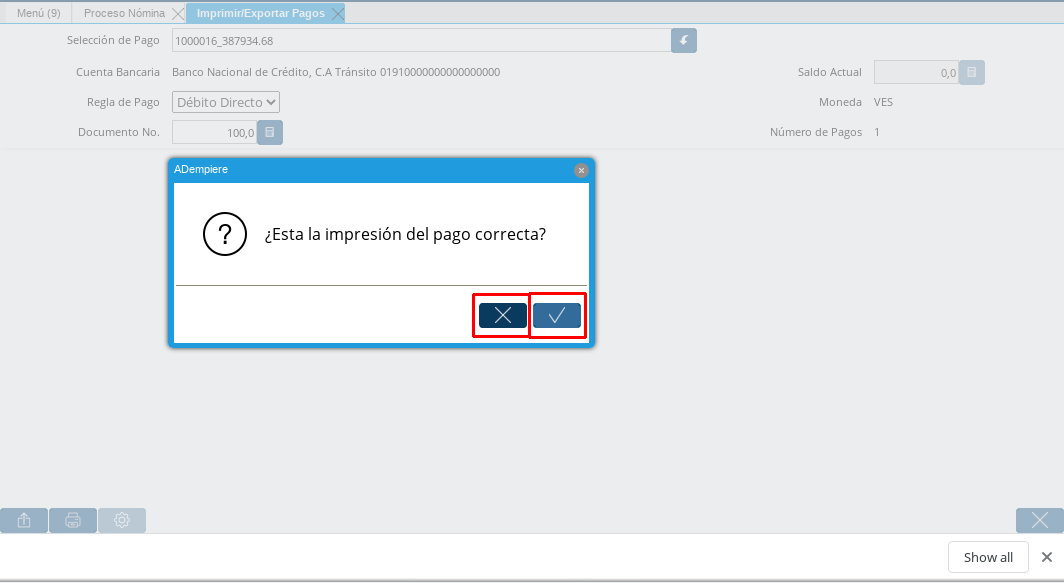 Menú (9) Proceso Nómina Imprimir/Exportar Pagos
Selección de Pago 1000016_387934.68
Cuenta Bancaria Banco Nacional de Crédito, C.A Tránsito 01910000000000000000 Saldo Actual 0,0
Regla de Pago Débito Directo Moneda VES
Documento No. 100,0 Número de Pagos 1
ADempiere
?
¿Esta la impresión del pago correcta?
Show all